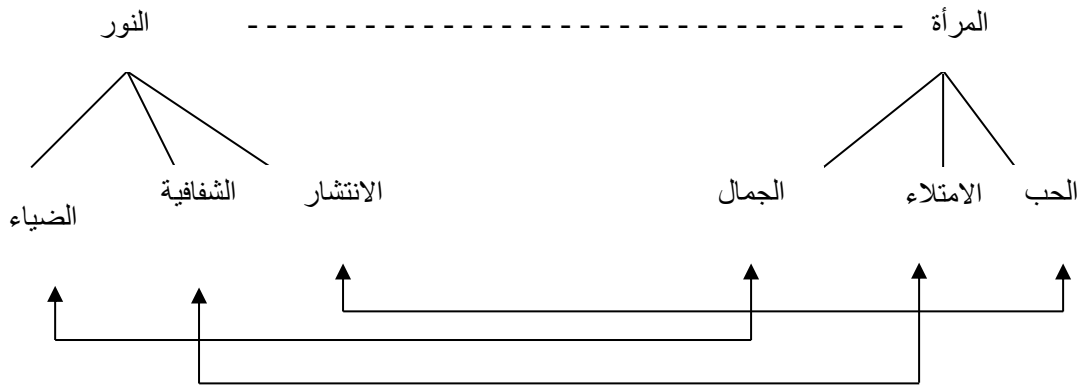 المرأة - - - - - - - - - - - - - - - - - - - - - - - - - - - - - - - - النور
الحب الامتلاء الجمال الانتشار الشفافية الضياء